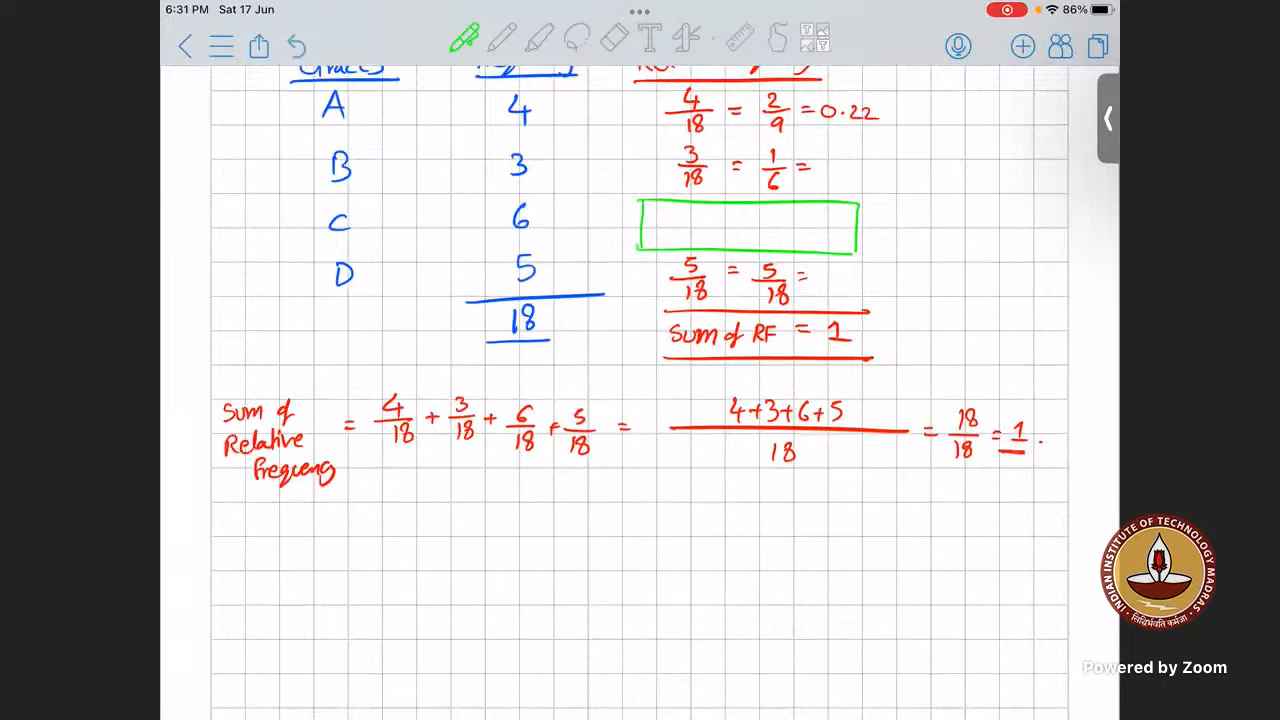 6:31 PM Sat 17 Jun 86%
A 4 4/18 = 2/9 = 0.22
B 3 3/18 = 1/6 =
C 6
D 5 5/18 = 5/18 =
18 Sum of RF = 1
Sum of
Relative
Frequency
= 4/18 + 3/18 + 6/18 + 5/18 = 4+3+6+5/18 = 18/18 = 1.
INDIAN INSTITUTE OF TECHNOLOGY MADRAS
सिद्धिर्भवति कर्मजा
Powered by Zoom